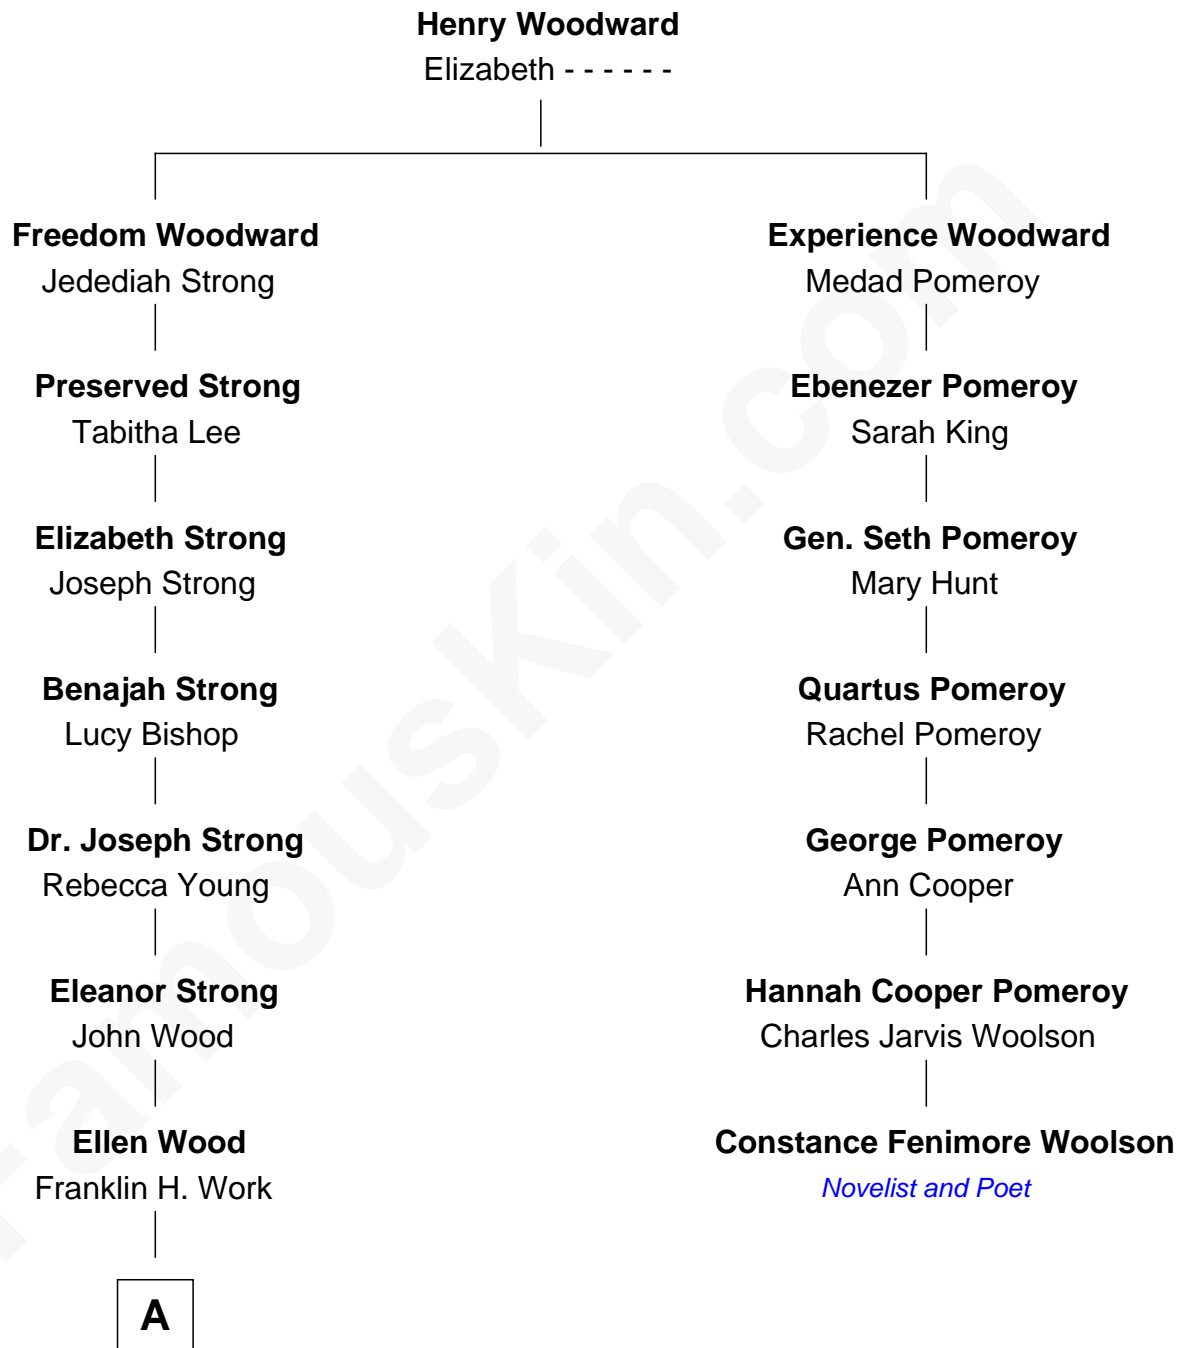 Henry Woodward
Elizabeth - - - - - -
Freedom Woodward
Jedediah Strong
Experience Woodward
Medad Pomeroy
Preserved Strong
Tabitha Lee
Ebenezer Pomeroy
Sarah King
Elizabeth Strong
Joseph Strong
Gen. Seth Pomeroy
Mary Hunt
Benajah Strong
Lucy Bishop
Quartus Pomeroy
Rachel Pomeroy
Dr. Joseph Strong
Rebecca Young
George Pomeroy
Ann Cooper
Eleanor Strong
John Wood
Hannah Cooper Pomeroy
Charles Jarvis Woolson
Ellen Wood
Franklin H. Work
Constance Fenimore Woolson
Novelist and Poet
A
FamousKin.com